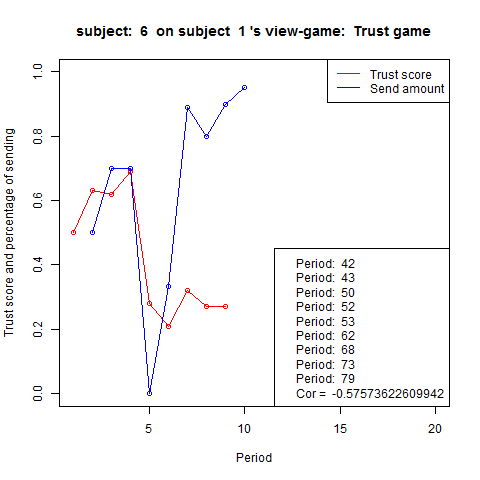 subject:  6  on subject  1 's view-game:  Trust game
Trust score
Send amount
Trust score and percentage of sending
0.0
0.2
0.4
0.6
0.8
1.0
Period:  42
Period:  43
Period:  50
Period:  52
Period:  53
Period:  62
Period:  68
Period:  73
Period:  79
Cor =  -0.57573622609942
5
10
15
20
Period